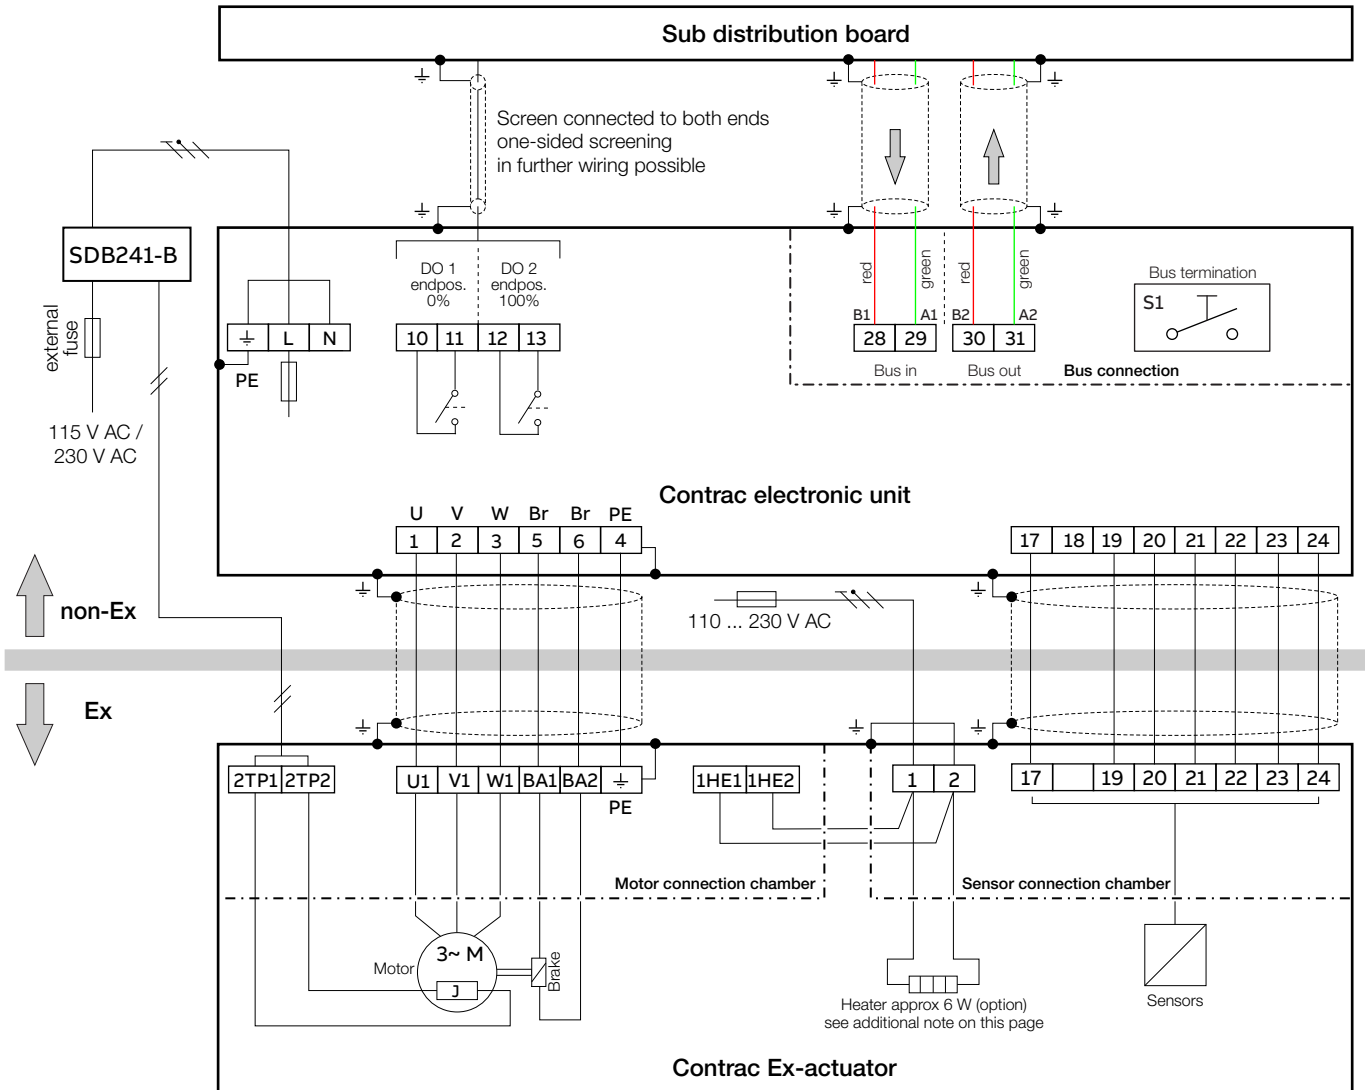 Sub distribution board
Screen connected to both ends
one-sided screening
in further wiring possible
SDB241-B
external
fuse
115 V AC /
230 V AC
L N
PE
DO 1
endpos.
0%
DO 2
endpos.
100%
10 11 12 13
red green red green
B1 A1 B2 A2
28 29 30 31
Bus in Bus out Bus connection
Bus termination
S1
Contrac electronic unit
U V W Br Br PE
1 2 3 5 6 4
17 18 19 20 21 22 23 24
non-Ex
110 ... 230 V AC
Ex
2TP1 2TP2
U1 V1 W1 BA1 BA2
PE
1HE1 1HE2
1 2
17 19 20 21 22 23 24
Motor connection chamber
Sensor connection chamber
3~ M
Motor
J
Brake
Heater approx 6 W (option)
see additional note on this page
Sensors
Contrac Ex-actuator